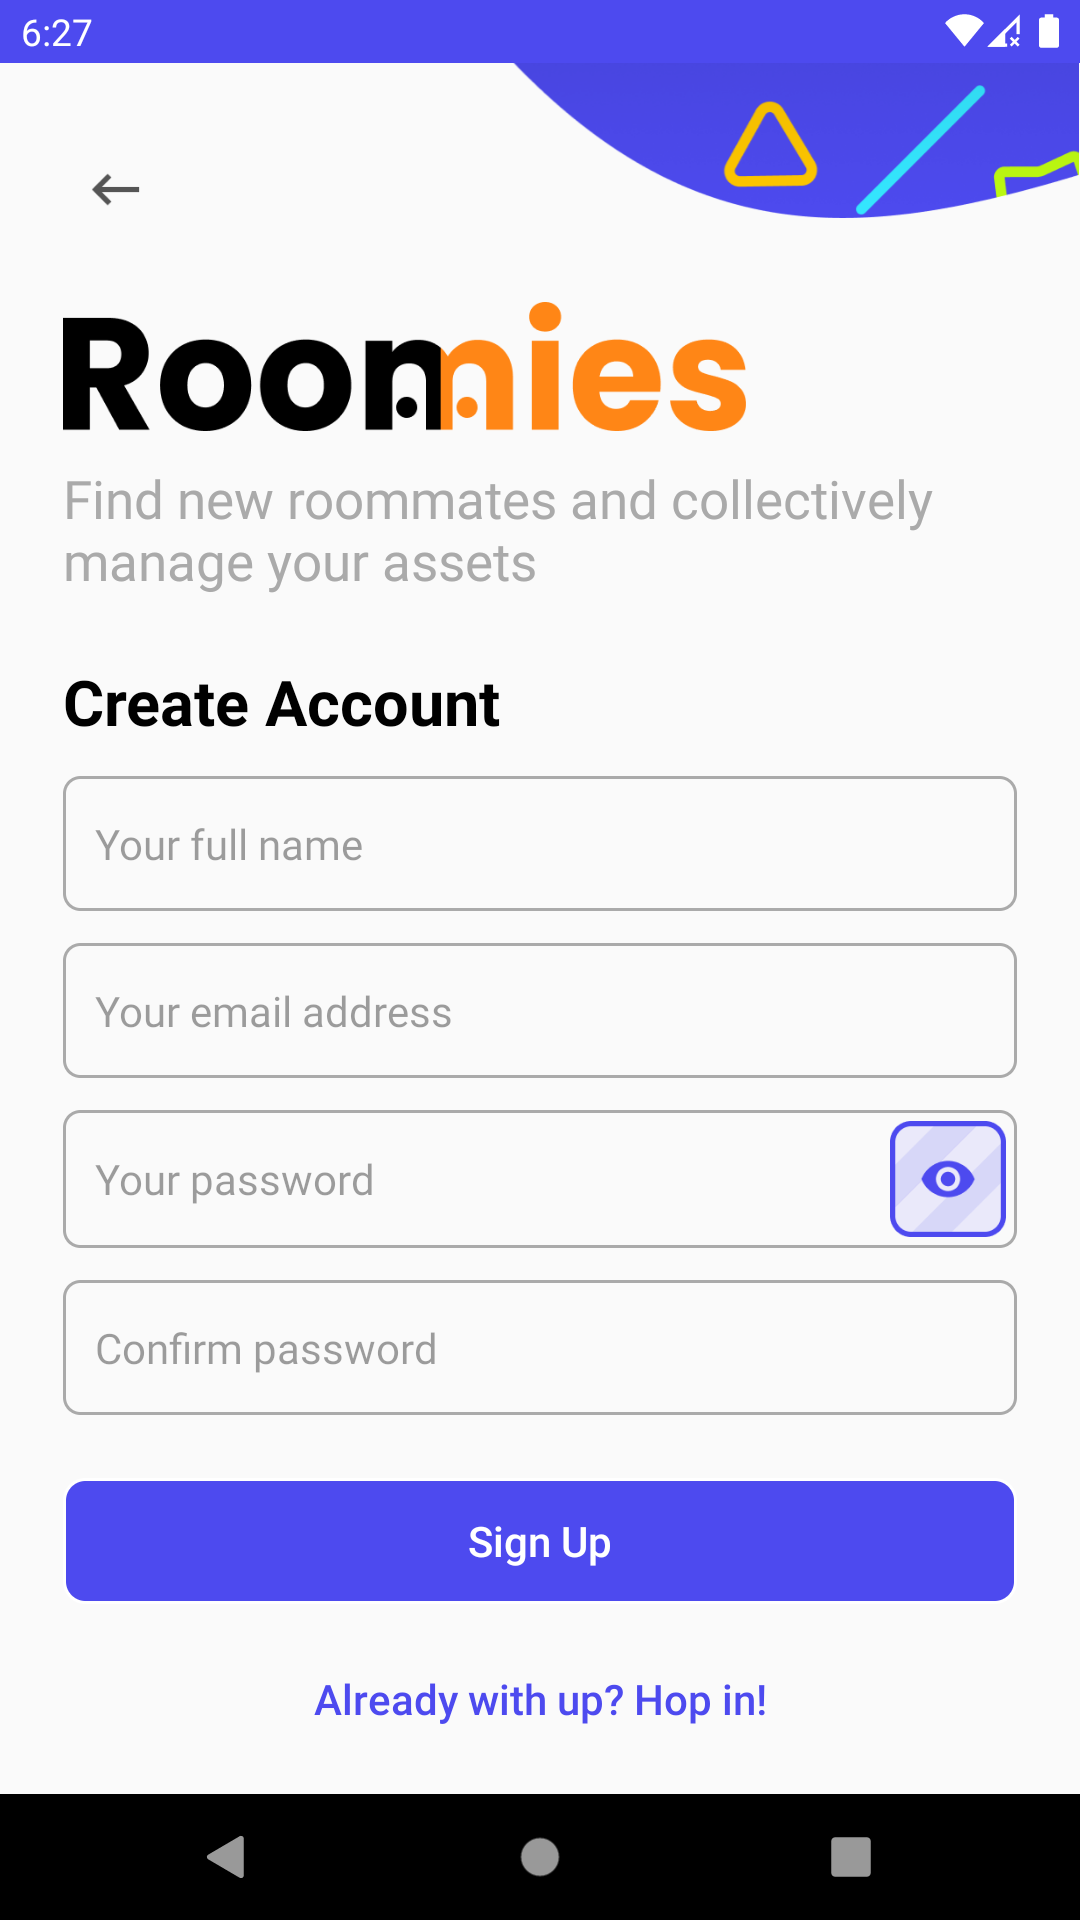 6:27
Roomies
Find new roommates and collectively
manage your assets
Create Account
Your full name
Your email address
Your password
Confirm password
Sign Up
Already with up? Hop in!